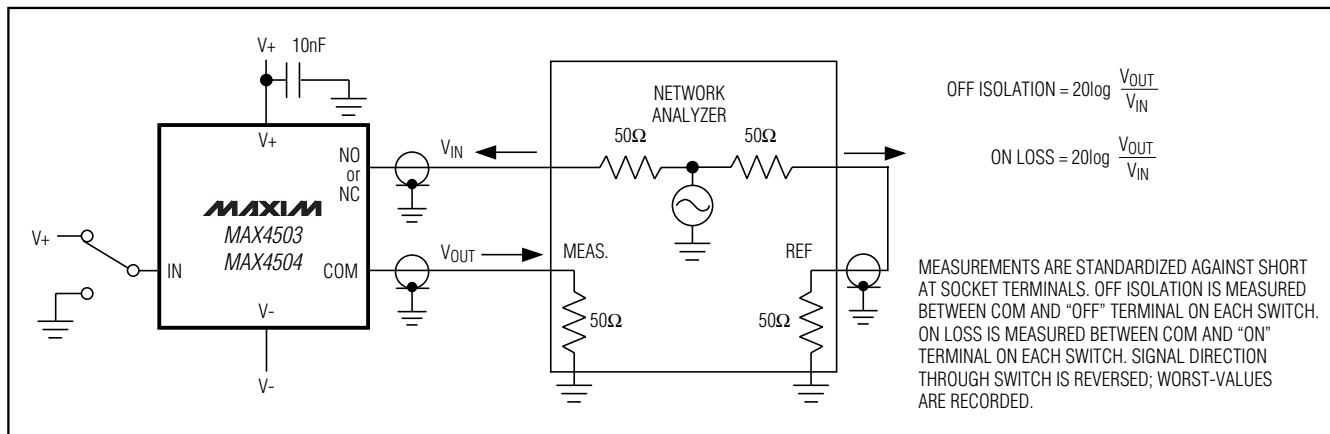 V+ 10nF
V+
NO
or
NC
MAXIM
MAX4503
MAX4504
V+
IN
COM
V-
V-
VIN
VOUT
NETWORK
ANALYZER
50Ω
50Ω
MEAS.
REF
50Ω
50Ω
OFF ISOLATION = 20log VOUT
VIN
ON LOSS = 20log VOUT
VIN
MEASUREMENTS ARE STANDARDIZED AGAINST SHORT
AT SOCKET TERMINALS. OFF ISOLATION IS MEASURED
BETWEEN COM AND “OFF” TERMINAL ON EACH SWITCH.
ON LOSS IS MEASURED BETWEEN COM AND “ON”
TERMINAL ON EACH SWITCH. SIGNAL DIRECTION
THROUGH SWITCH IS REVERSED; WORST-VALUES
ARE RECORDED.